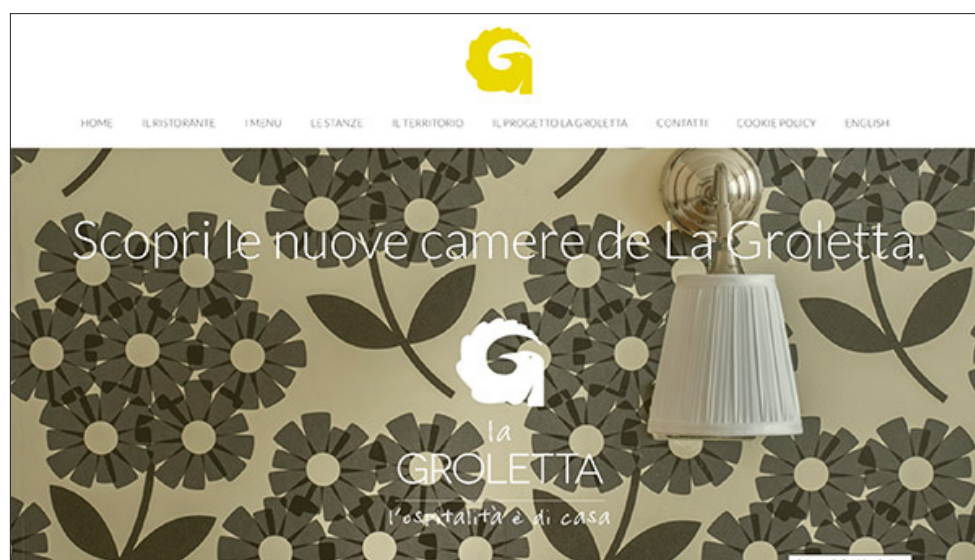 HOME IL RISTORANTE I MENU LE STANZE IL TERRITORIO IL PROGETTO LA GROLETTA CONTATTI COOKIE POLICY ENGLISH
Scopri le nuove camere de La Groletta.
la
GROLETTA
l'ospitalità è di casa